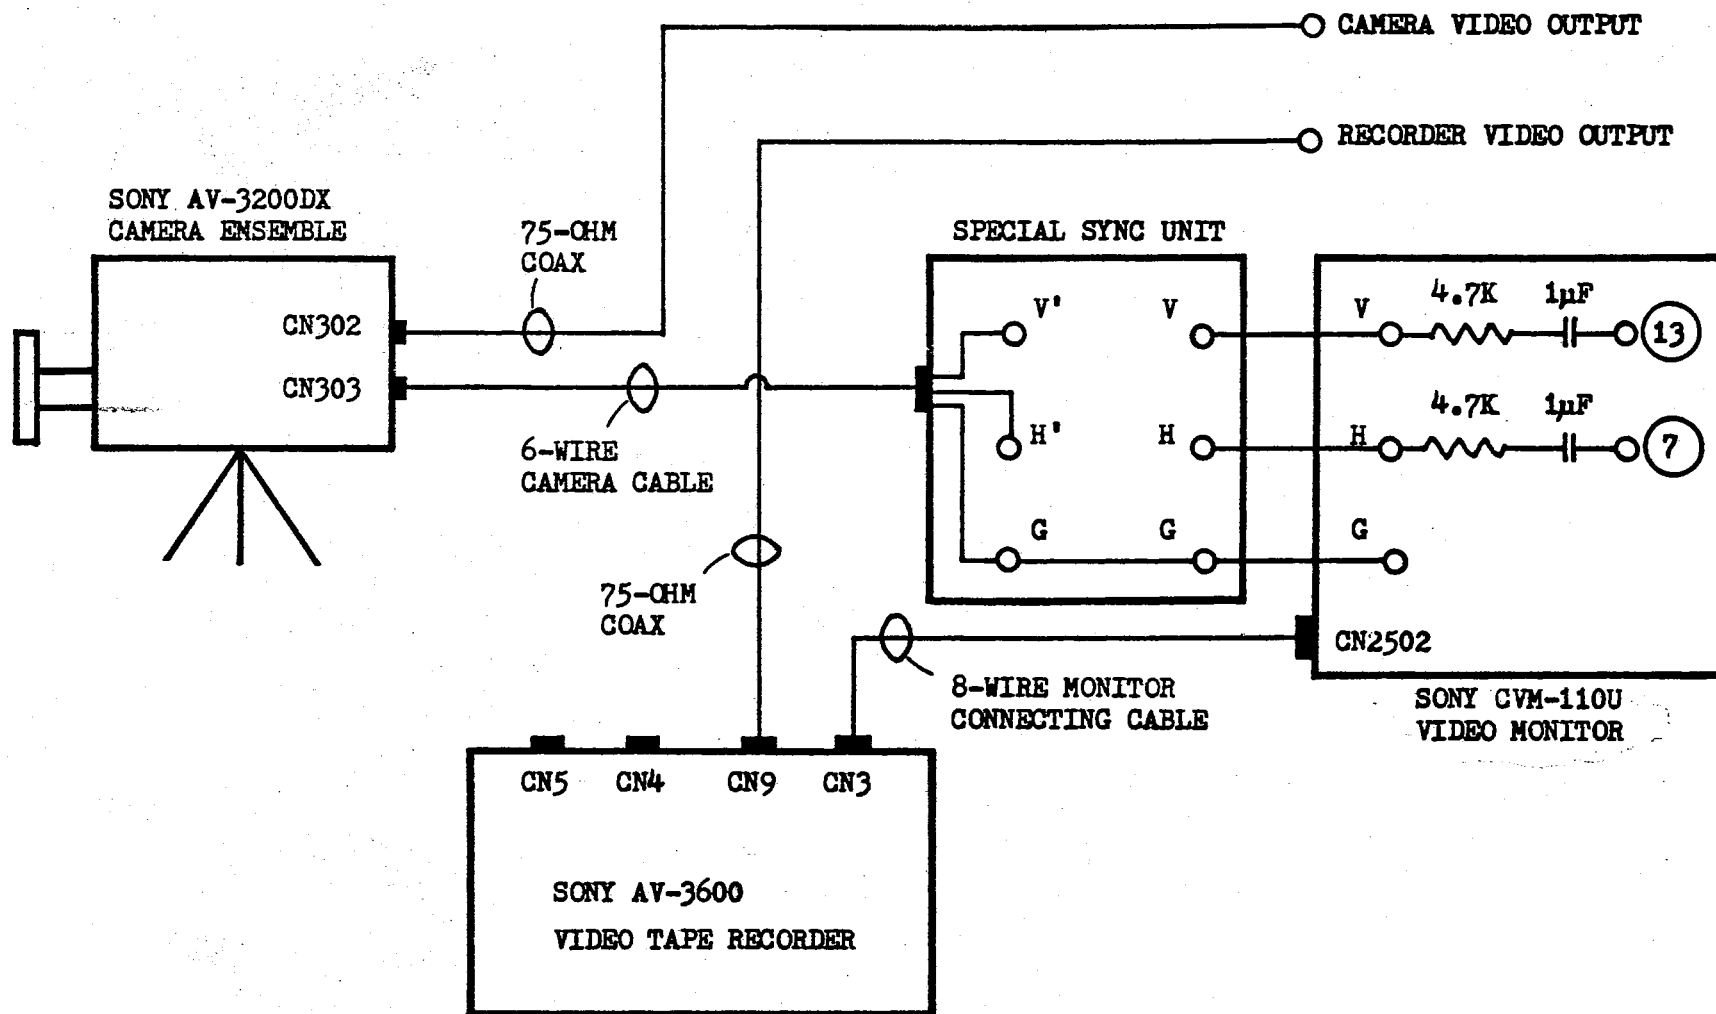 CAMERA VIDEO OUTPUT
RECORDER VIDEO OUTPUT
SONY AV-3200DX
CAMERA ENSEMBLE
75-OHM
COAX
SPECIAL SYNC UNIT
CN302
CN303
6-WIRE
CAMERA CABLE
V'
V
H'
H
G
G
V
4.7K
1µF
13
H
4.7K
1µF
7
G
CN2502
SONY CVM-110U
VIDEO MONITOR
75-OHM
COAX
8-WIRE MONITOR
CONNECTING CABLE
CN5
CN4
CN9
CN3
SONY AV-3600
VIDEO TAPE RECORDER